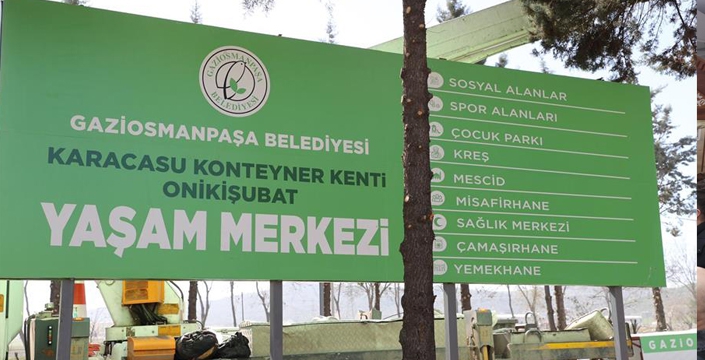 GAZİOSMANPAŞA
BELEDİYESİ
GAZİOSMANPAŞA BELEDİYESİ
KARACASU KONTEYNER KENTİ
ONİKİŞUBAT
YAŞAM MERKEZİ
SOSYAL ALANLAR
SPOR ALANLARI
ÇOCUK PARKI
KREŞ
MESCİD
MİSAFİRHANE
SAĞLIK MERKEZİ
ÇAMAŞIRHANE
YEMEKHANE
GAZİO